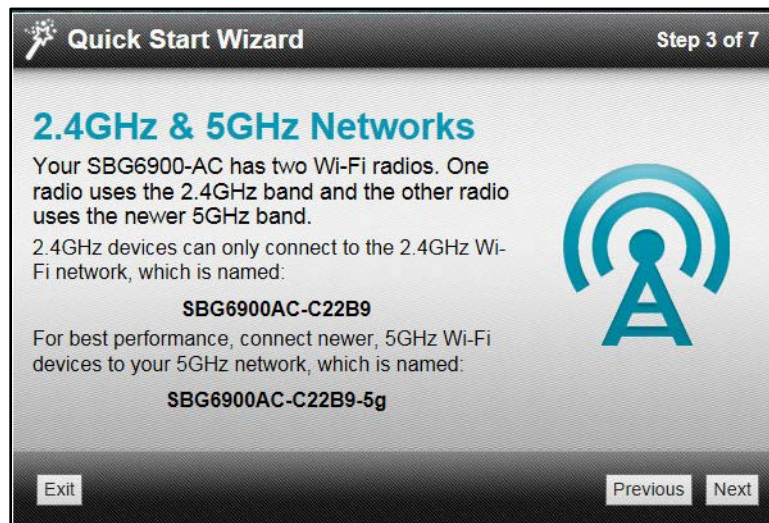 Quick Start Wizard
Step 3 of 7
2.4GHz & 5GHz Networks
Your SBG6900-AC has two Wi-Fi radios. One
radio uses the 2.4GHz band and the other radio
uses the newer 5GHz band.
2.4GHz devices can only connect to the 2.4GHz Wi-
Fi network, which is named:
SBG6900AC-C22B9
For best performance, connect newer, 5GHz Wi-Fi
devices to your 5GHz network, which is named:
SBG6900AC-C22B9-5g
Exit
Previous
Next